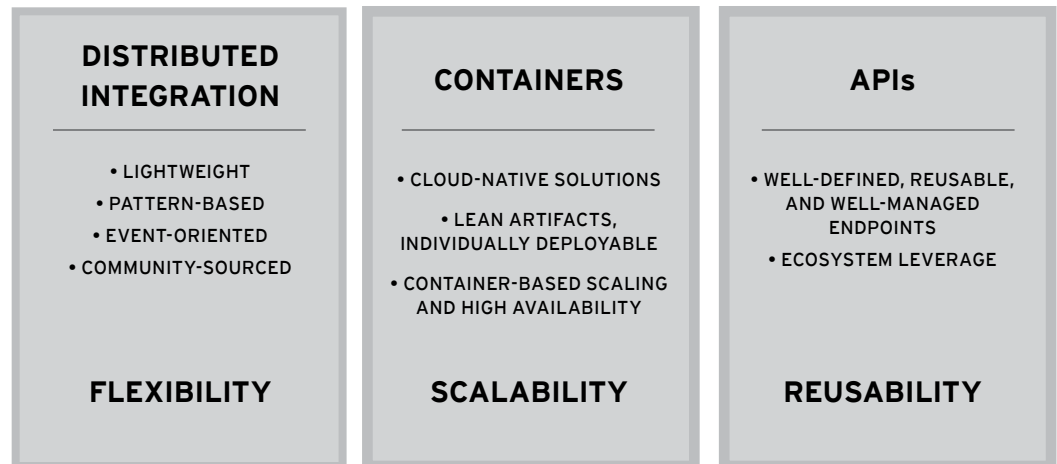 DISTRIBUTED
INTEGRATION
• LIGHTWEIGHT
• PATTERN-BASED
• EVENT-ORIENTED
• COMMUNITY-SOURCED
FLEXIBILITY
CONTAINERS
• CLOUD-NATIVE SOLUTIONS
• LEAN ARTIFACTS,
INDIVIDUALLY DEPLOYABLE
• CONTAINER-BASED SCALING
AND HIGH AVAILABILITY
SCALABILITY
APIs
• WELL-DEFINED, REUSABLE,
AND WELL-MANAGED
ENDPOINTS
• ECOSYSTEM LEVERAGE
REUSABILITY